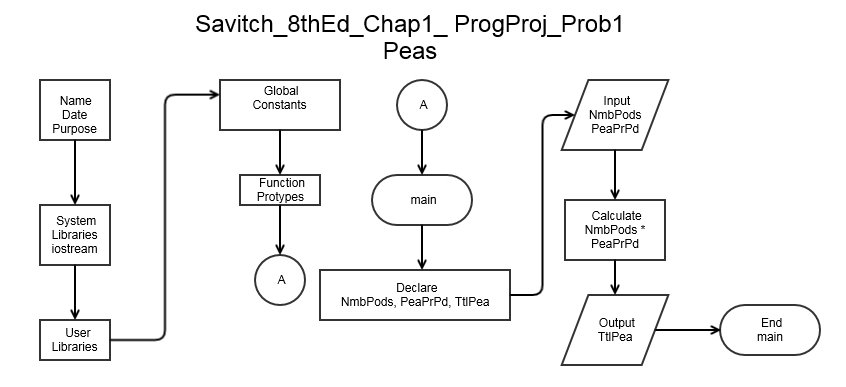 Savitch_8thEd_Chap1_ ProgProj_Prob1
Peas
Name
Date
Purpose
System
Libraries
iostream
User
Libraries
Global
Constants
Function
Protypes
A
A
main
Declare
NmbPods, PeaPrPd, TtlPea
Input
NmbPods
PeaPrPd
Calculate
NmbPods *
PeaPrPd
Output
TtlPea
End
main